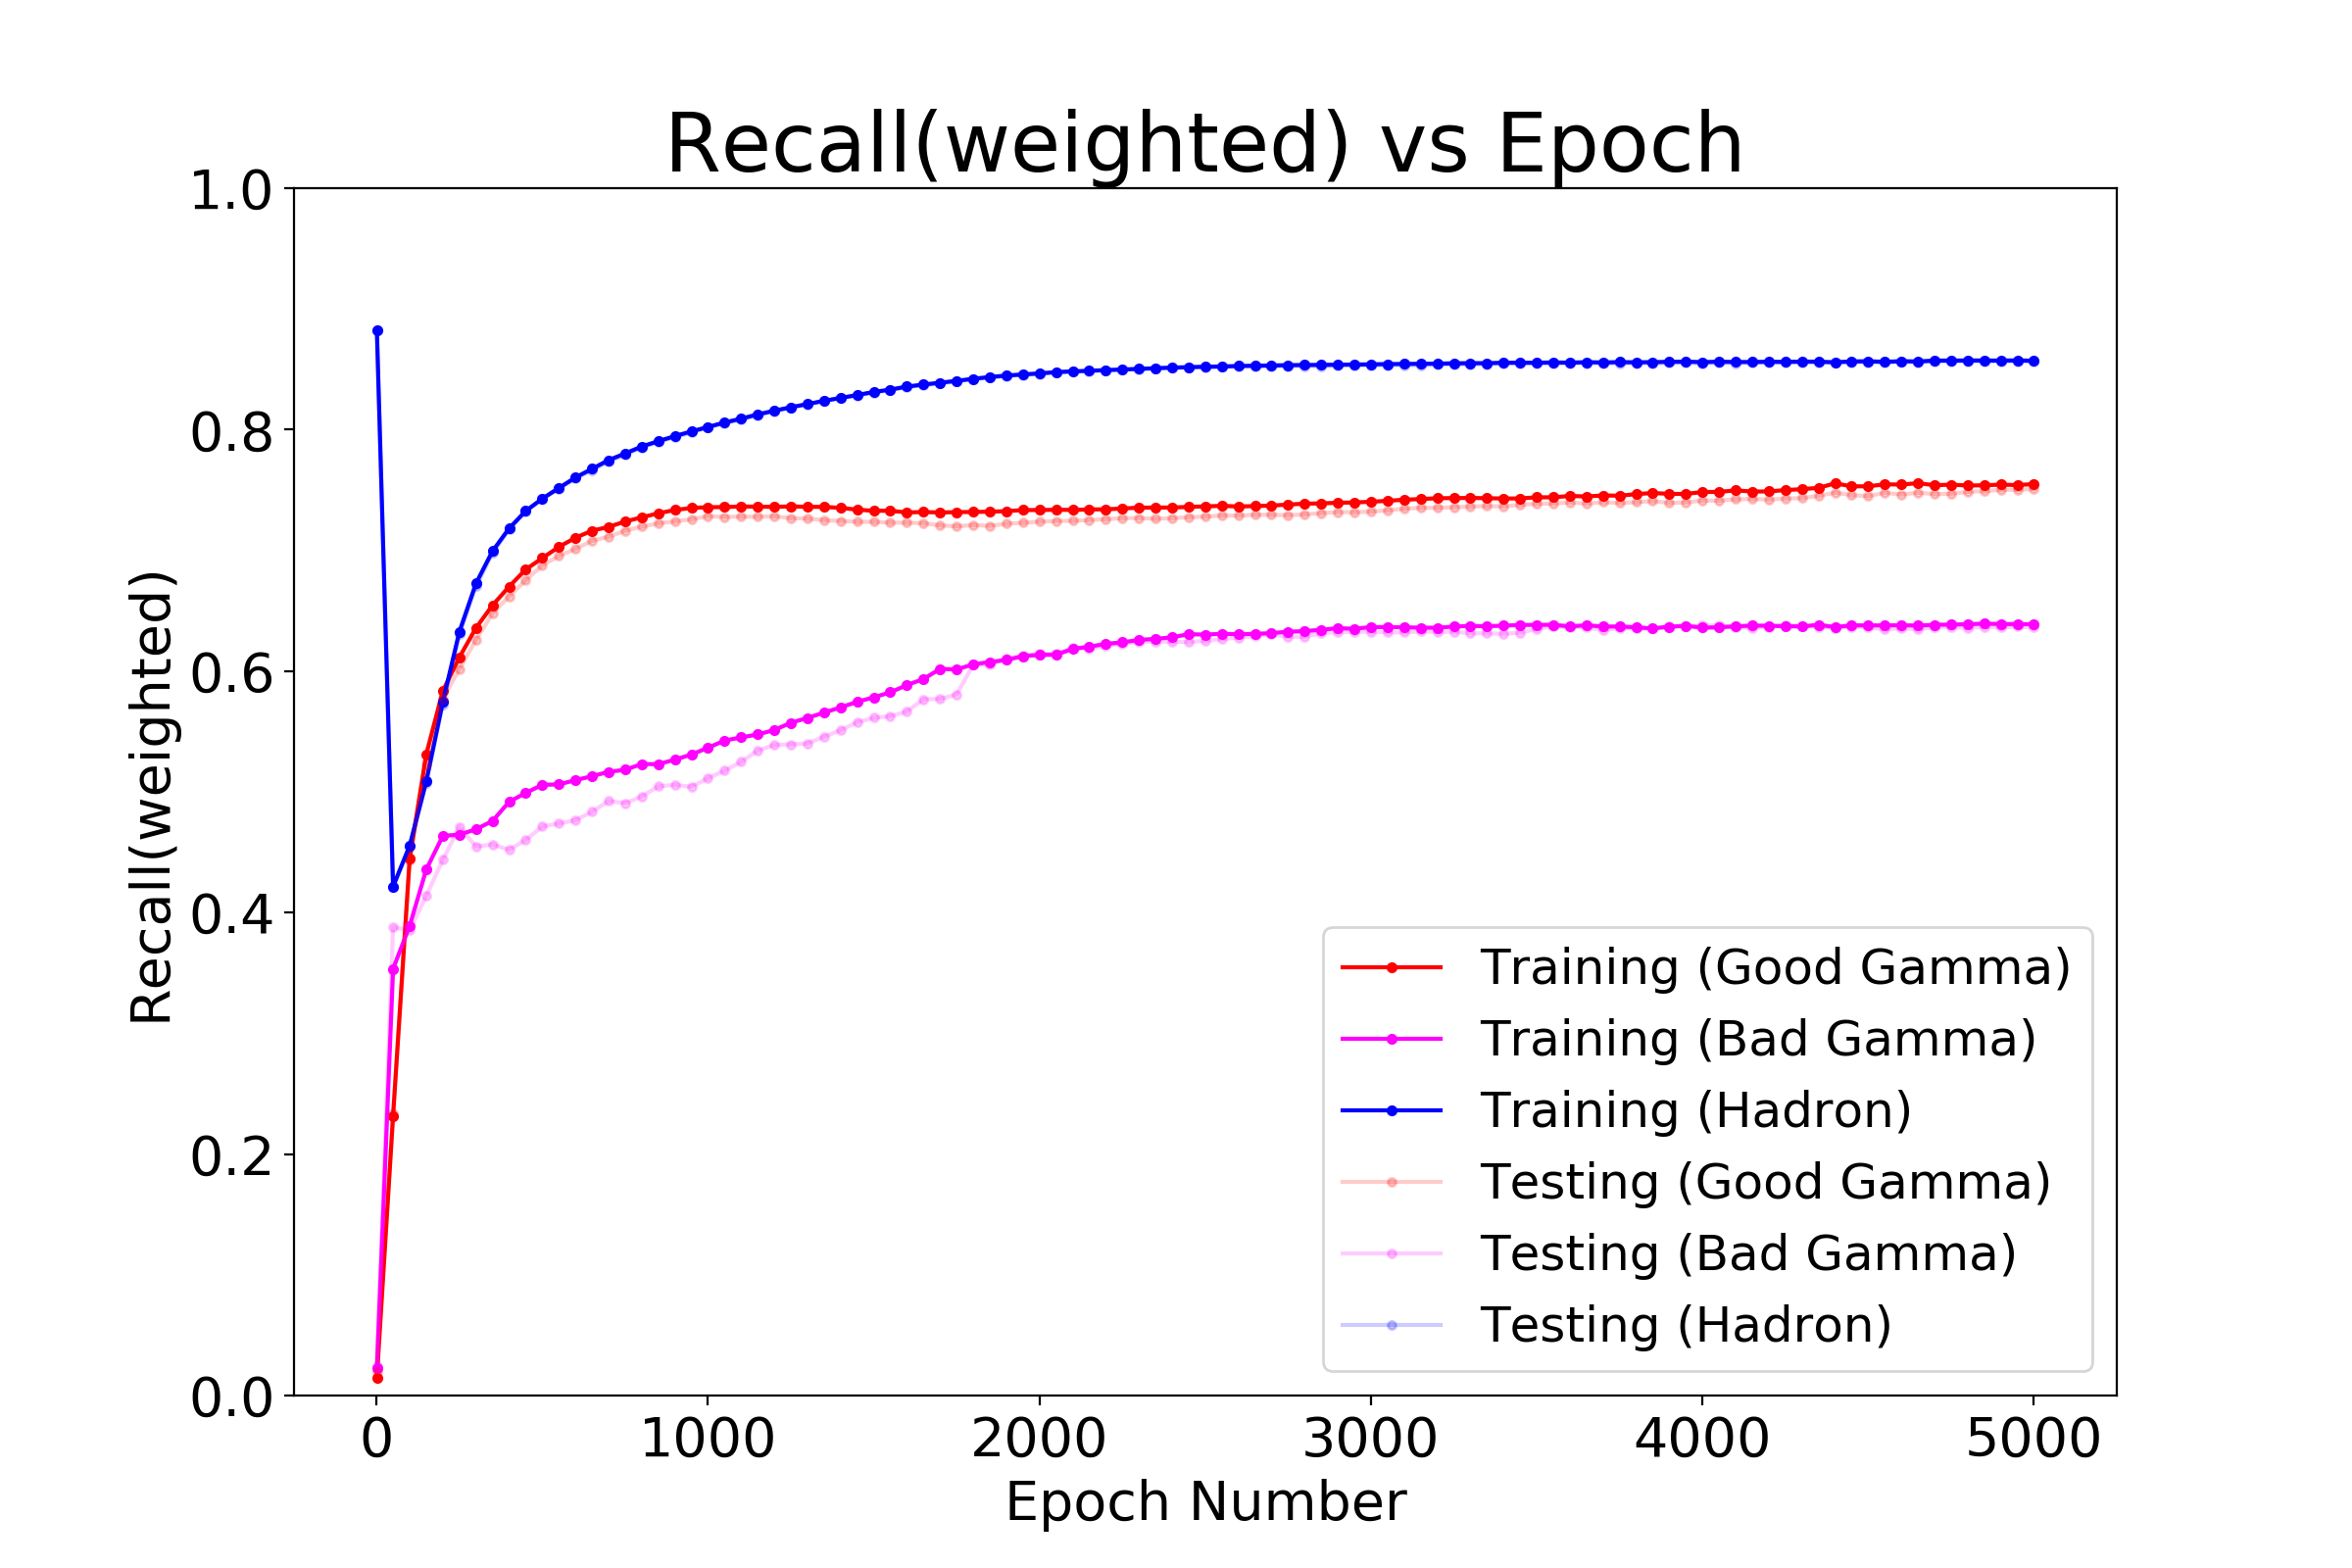 Recall(weighted) vs Epoch
1.0
0.8
0.6
0.4
0.2
0.0
Recall(weighted)
0 1000 2000 3000 4000 5000
Epoch Number
Training (Good Gamma)
Training (Bad Gamma)
Training (Hadron)
Testing (Good Gamma)
Testing (Bad Gamma)
Testing (Hadron)